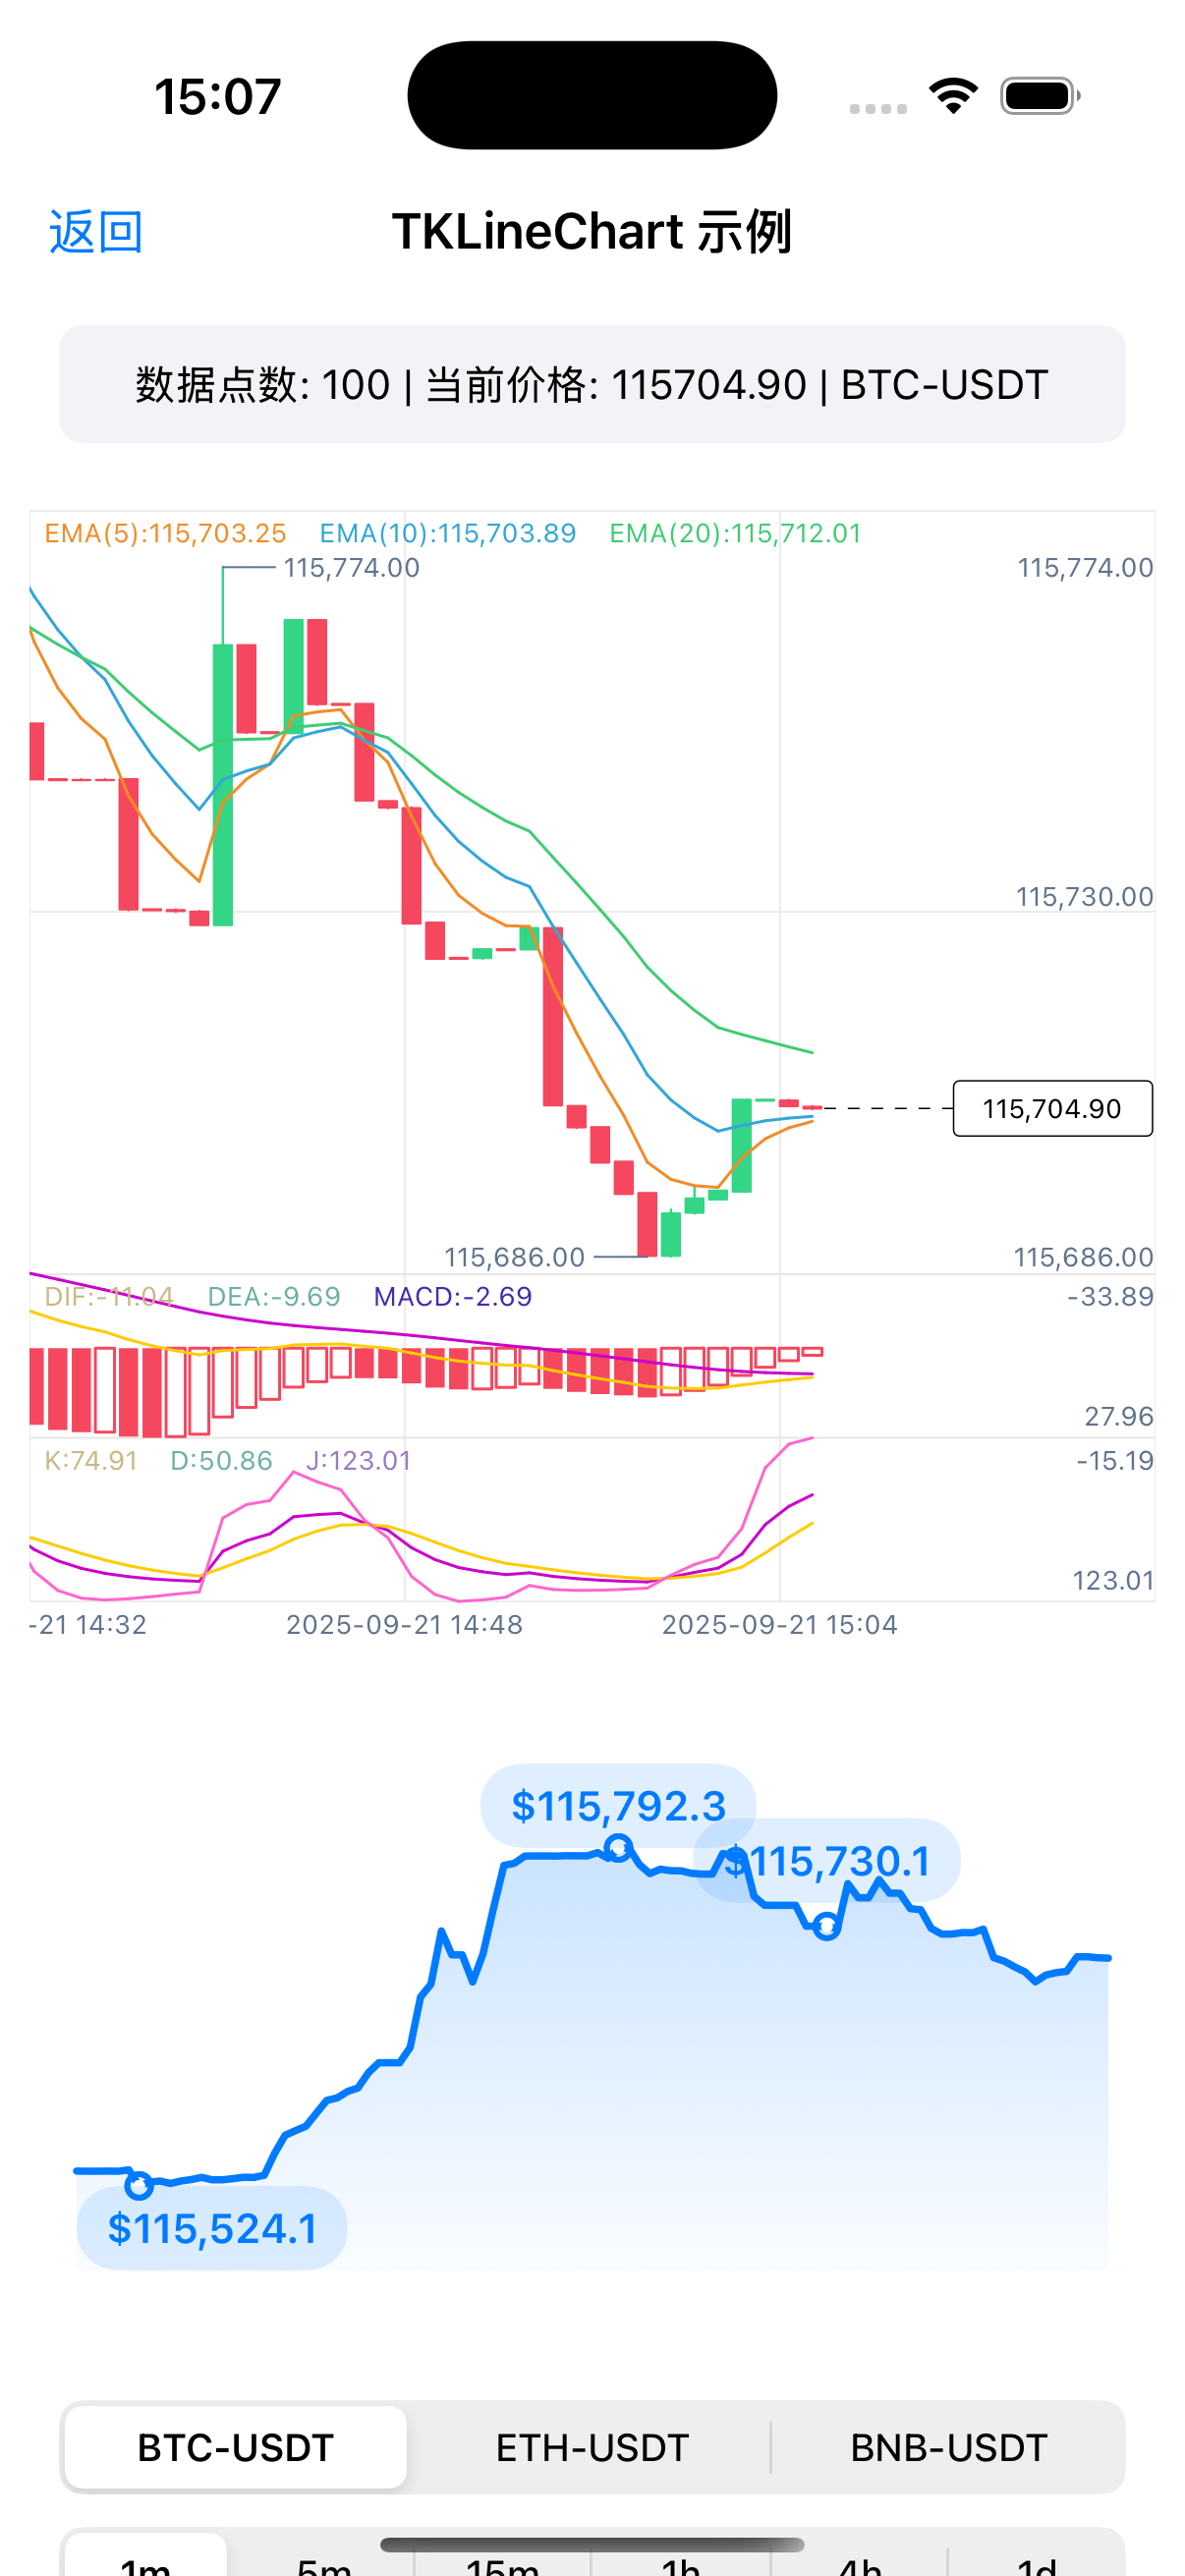 15:07
返回
TKLineChart 示例
数据点数: 100 | 当前价格: 115704.90 | BTC-USDT
EMA(5):115,703.25 EMA(10):115,703.89 EMA(20):115,712.01
115,774.00 115,774.00
115,730.00
115,704.90
115,686.00 115,686.00
DIF:-11.04 DEA:-9.69 MACD:-2.69 -33.89
27.96
K:74.91 D:50.86 J:123.01 -15.19
123.01
-21 14:32 2025-09-21 14:48 2025-09-21 15:04
$115,792.3
$115,730.1
$115,524.1
BTC-USDT ETH-USDT BNB-USDT
1m 5m 15m 1h 4h 1d